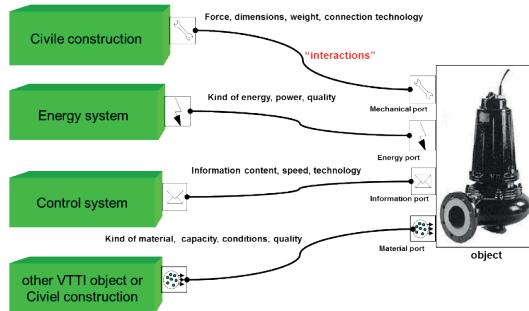 Force, dimensions, weight, connection technology
Civile construction
"interactions"
Mechanical port
Kind of energy, power, quality
Energy system
Energy port
Information content, speed, technology
Control system
Information port
Kind of material, capacity, conditions, quality
Material port
object
other VTTI object or
Civiel construction